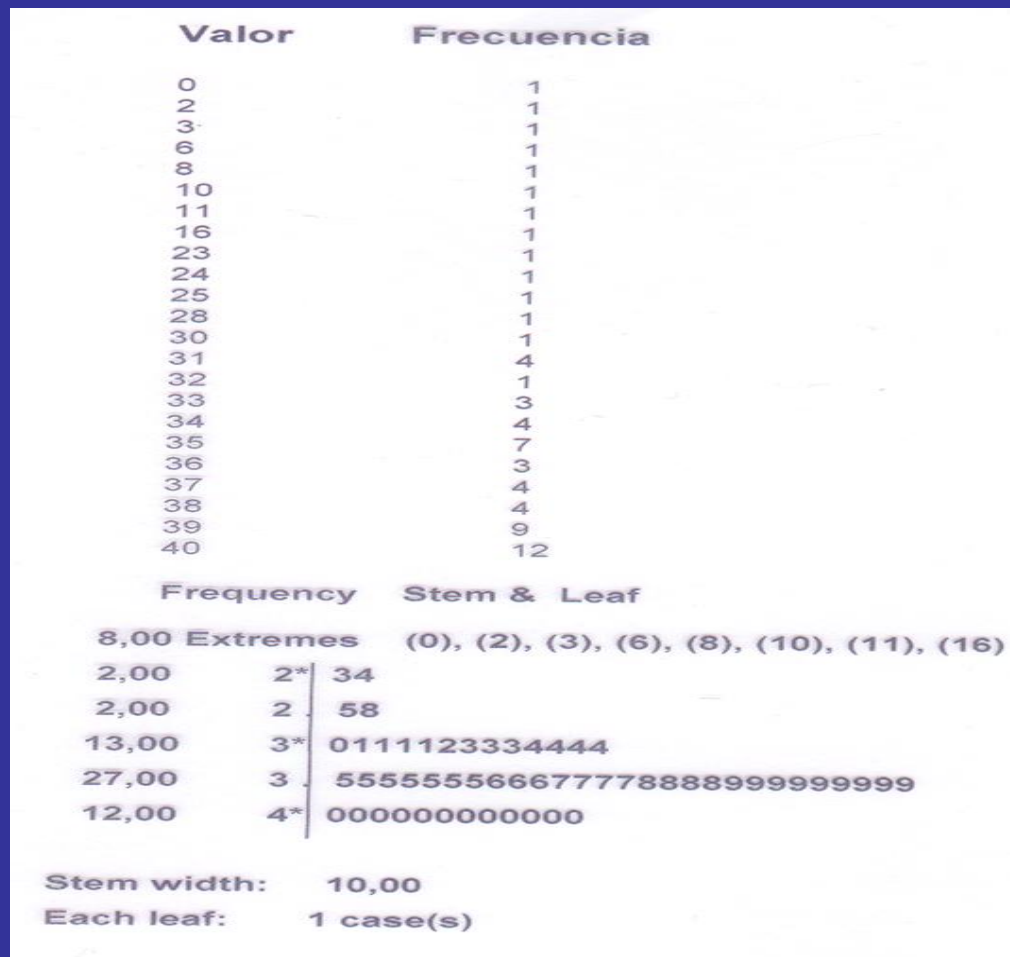 Valor Frecuencia
0 1
2 1
3 1
6 1
8 1
10 1
11 1
16 1
23 1
24 1
25 1
28 1
30 1
31 4
32 1
33 3
34 4
35 7
36 3
37 4
38 4
39 9
40 12
Frequency Stem & Leaf
8,00 Extremes (0), (2), (3), (6), (8), (10), (11), (16)
2,00 2* 34
2,00 2 . 58
13,00 3* 0111123334444
27,00 3 . 555555566677778888999999999
12,00 4* 000000000000
Stem width: 10,00
Each leaf: 1 case(s)